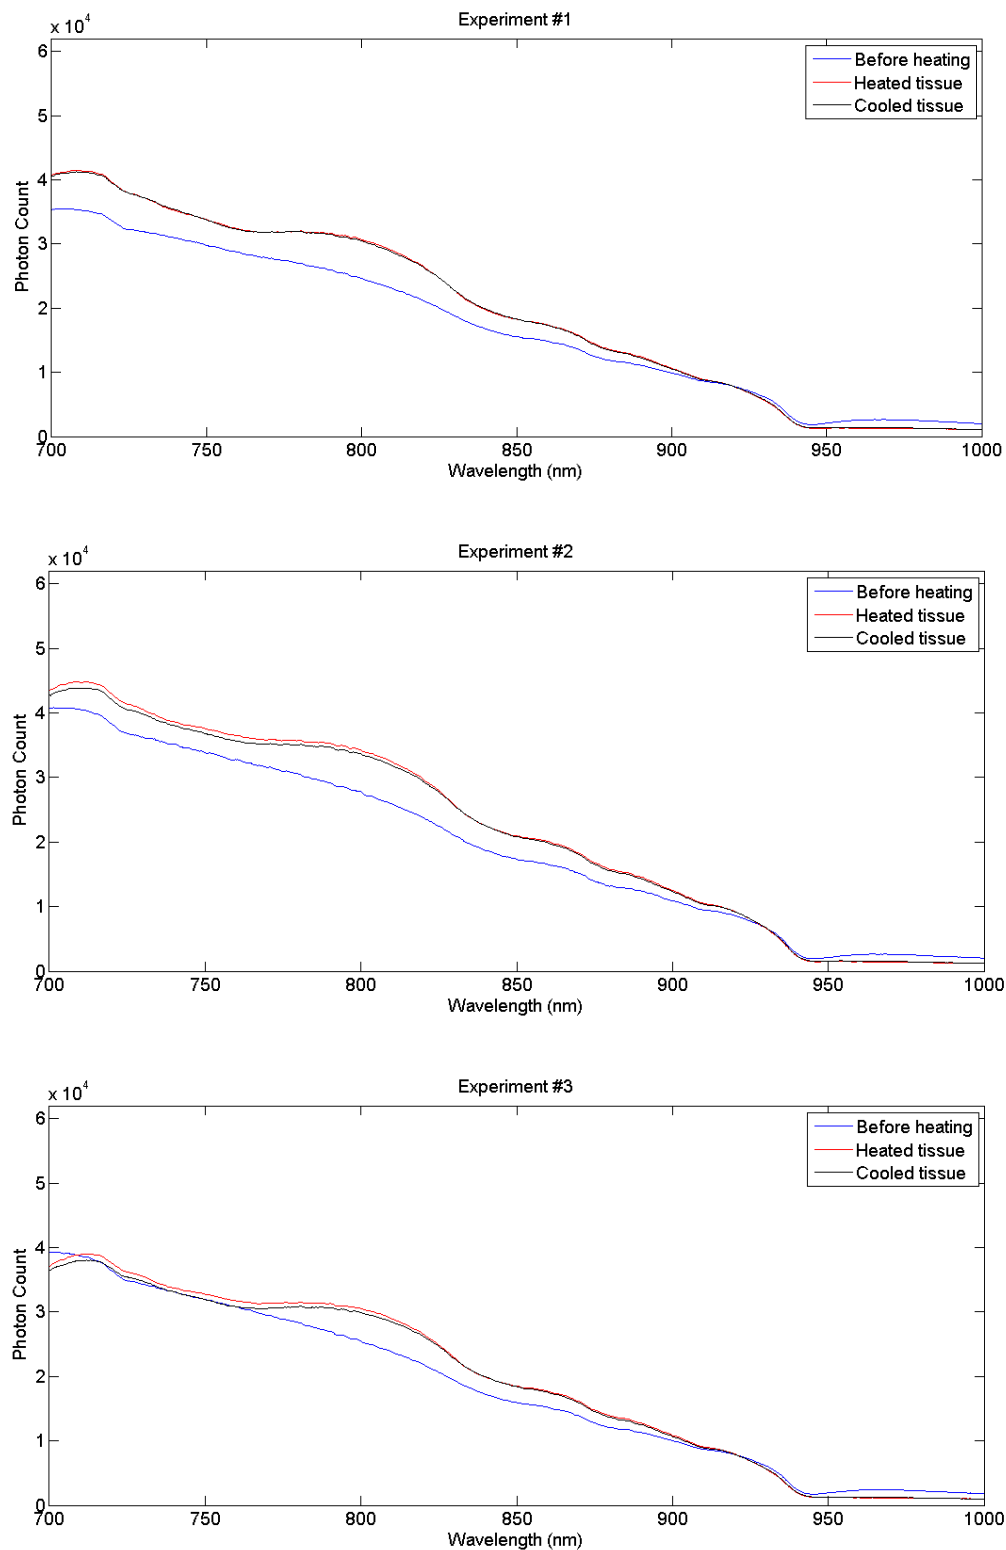 Experiment #1
x 10^4
Before heating
Heated tissue
Cooled tissue
6
5
4
3
2
1
0
Photon Count
700 750 800 850 900 950 1000
Wavelength (nm)
Experiment #2
x 10^4
Before heating
Heated tissue
Cooled tissue
6
5
4
3
2
1
0
Photon Count
700 750 800 850 900 950 1000
Wavelength (nm)
Experiment #3
x 10^4
Before heating
Heated tissue
Cooled tissue
6
5
4
3
2
1
0
Photon Count
700 750 800 850 900 950 1000
Wavelength (nm)